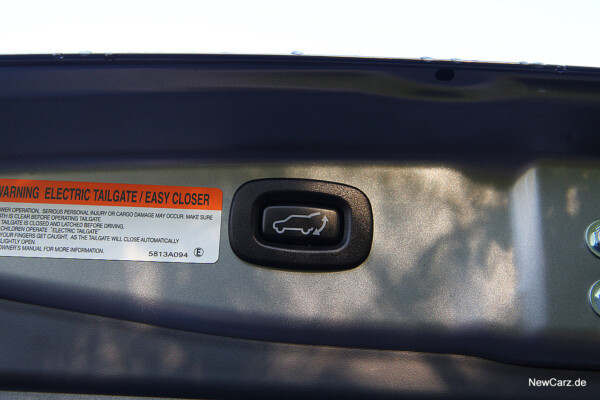 WARNING ELECTRIC TAILGATE / EASY CLOSER
POWER OPERATION. SERIOUS PERSONAL INJURY OR CARGO DAMAGE MAY OCCUR, MAKE SURE
PATH IS CLEAR BEFORE OPERATING TAILGATE.
TAILGATE IS CLOSED AND LATCHED BEFORE DRIVING.
CHILDREN OPERATE "ELECTRIC TAILGATE".
YOUR FINGERS GET CAUGHT, AS THE TAILGATE WILL CLOSE AUTOMATICALLY
SLIGHTLY OPEN.
OWNER'S MANUAL FOR MORE INFORMATION.
5813A094 E
NewCarz.de